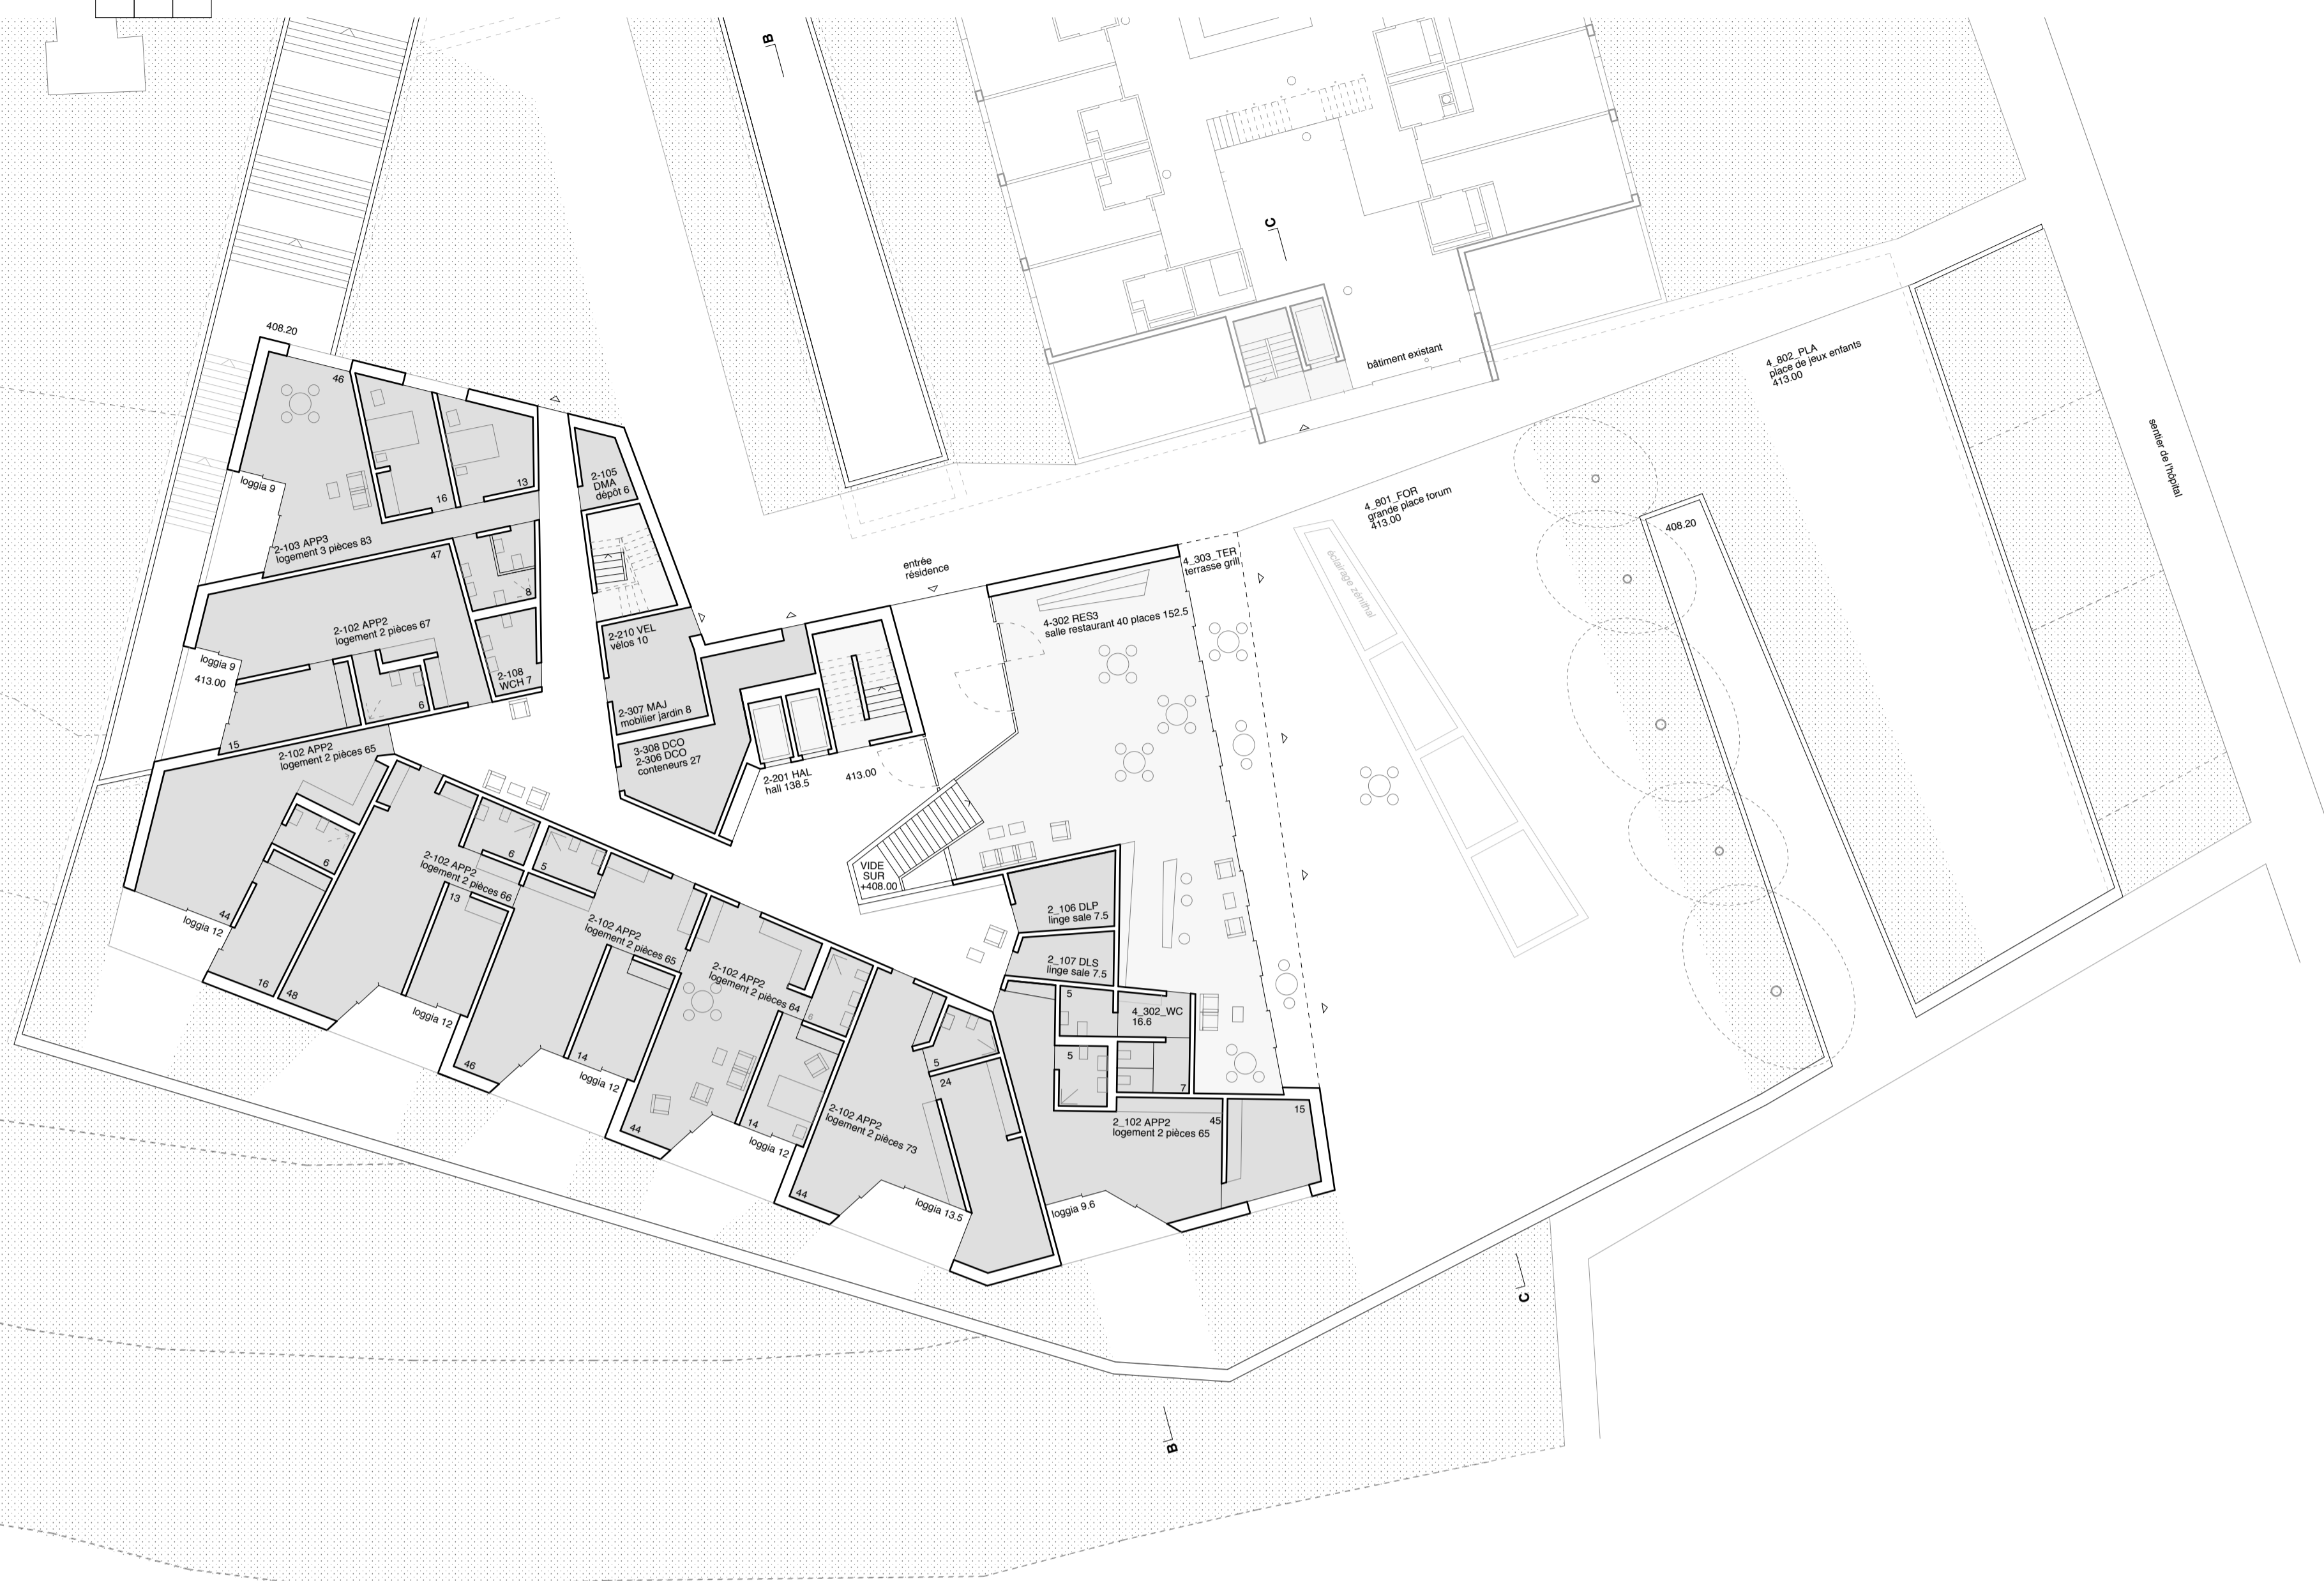 B
C
408.20
46
16
13
loggia 9
2-103 APP3
logement 3 pièces 83
2-105
DMA
dépôt 6
bâtiment existant
4_802_PLA
place de jeux enfants
413.00
sentier de l'hôpital
4_801_FOR
grande place forum
413.00
408.20
éclairage zénithal
entrée
résidence
4_303_TER
terrasse grill
47
8
2-102 APP2
logement 2 pièces 67
loggia 9
413.00
6
15
2-108
WCH 7
2-210 VEL
vélos 10
2-307 MAJ
mobilier jardin 8
3-308 DCO
2-306 DCO
conteneurs 27
2-201 HAL
hall 138.5
413.00
4-302 RES3
salle restaurant 40 places 152.5
VIDE
SUR
+408.00
2-102 APP2
logement 2 pièces 65
6
44
loggia 12
16
48
2-102 APP2
logement 2 pièces 66
6
13
loggia 12
46
5
2-102 APP2
logement 2 pièces 65
14
loggia 12
44
2-102 APP2
logement 2 pièces 64
6
14
loggia 12
44
2-102 APP2
logement 2 pièces 73
5
24
loggia 13.5
2_106 DLP
linge sale 7.5
2_107 DLS
linge sale 7.5
5
4_302_WC
16.6
5
7
2_102 APP2
logement 2 pièces 65
45
15
loggia 9.6
C
B